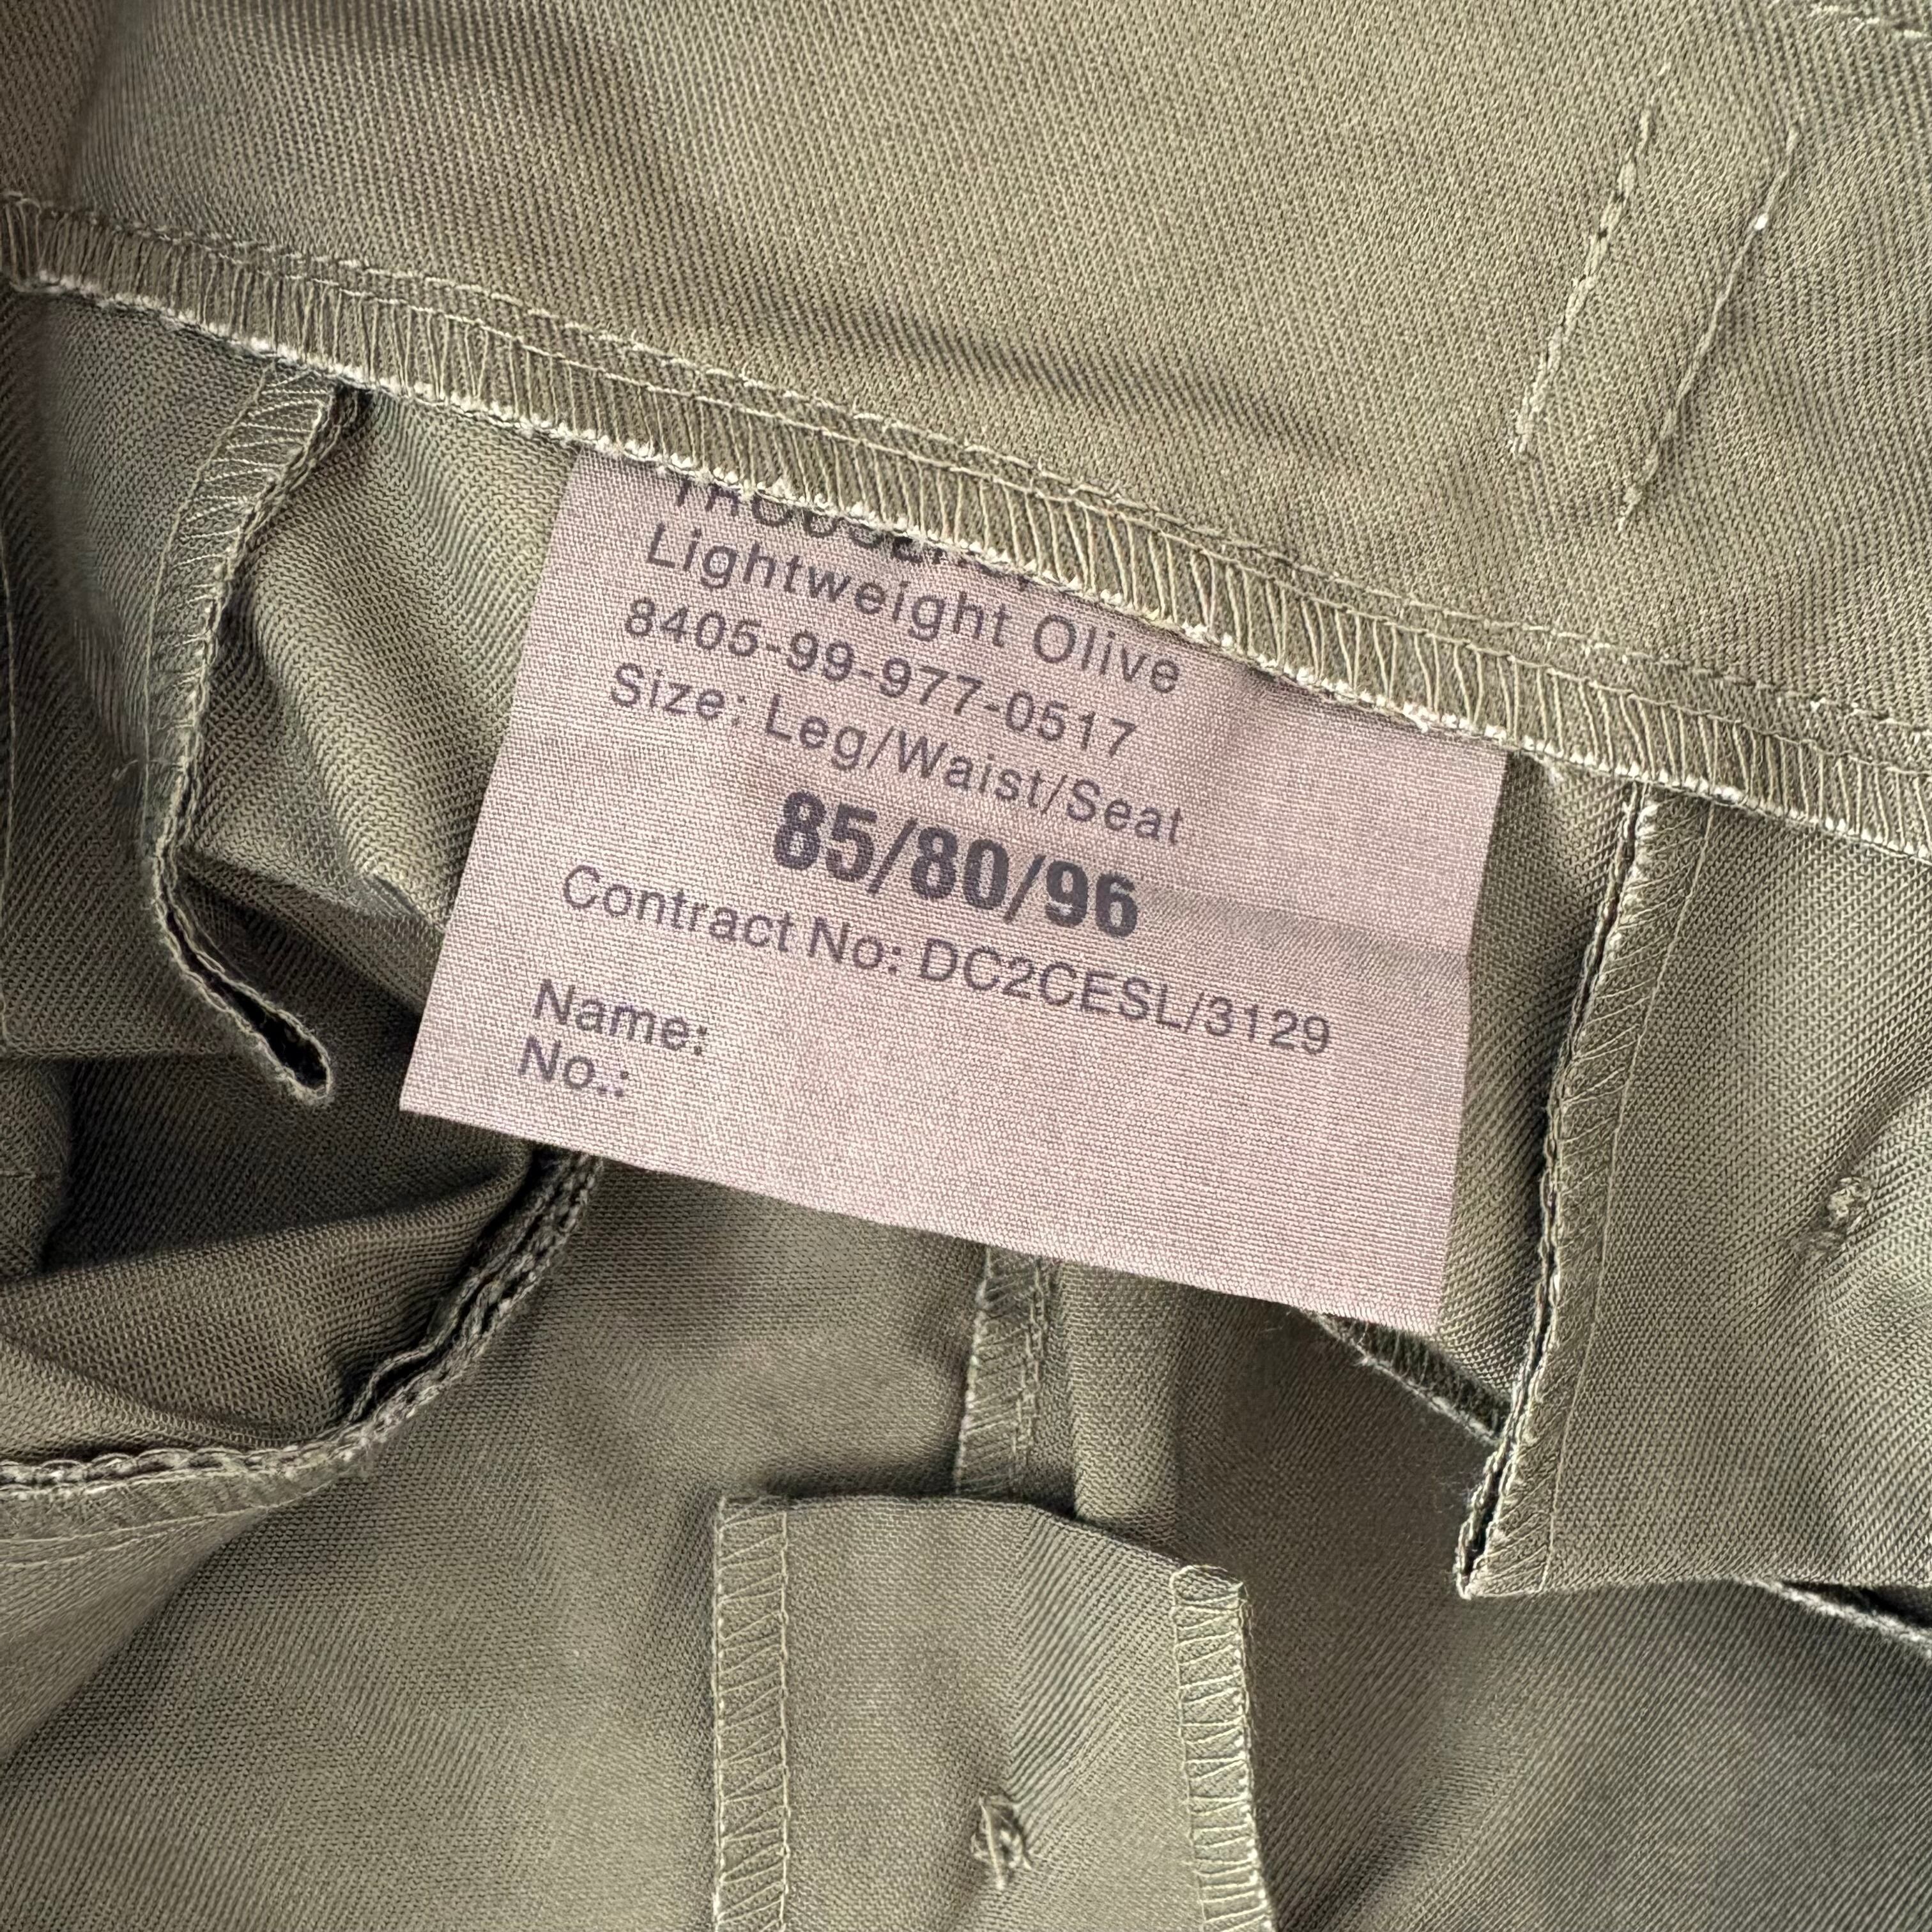 Lightweight Olive
8405-99-977-0517
Size: Leg/Waist/Seat
85/80/96
Contract No: DC2CESL/3129
Name:
No.: